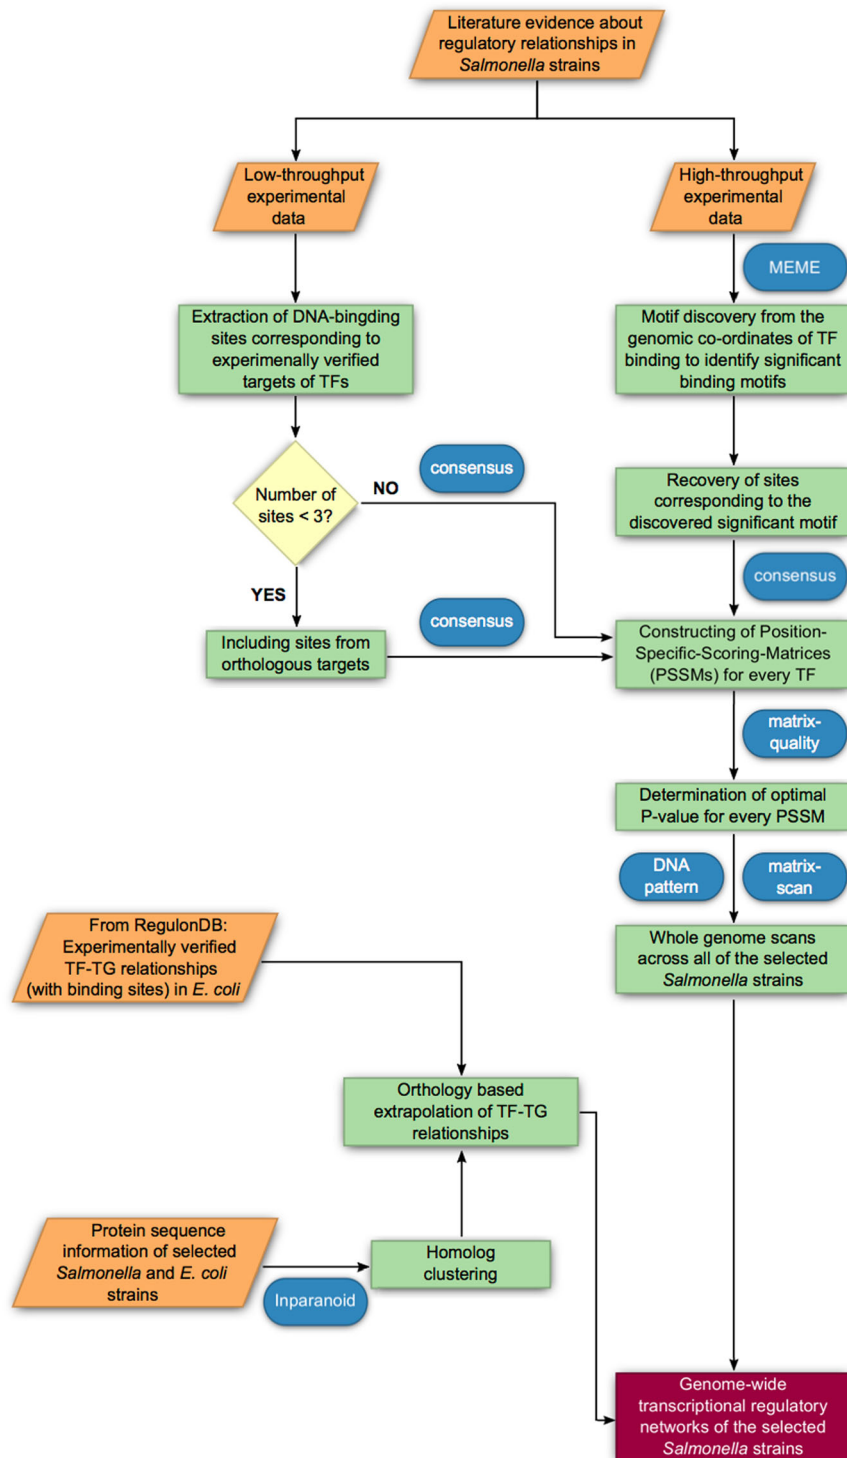 Literature evidence about
regulatory relationships in
Salmonella strains
Low-throughput
experimental
data
High-throughput
experimental
data
MEME
Extraction of DNA-bingding
sites corresponding to
experimenally verified
targets of TFs
Motif discovery from the
genomic co-ordinates of TF
binding to identify significant
binding motifs
Number of
sites < 3?
NO
consensus
Recovery of sites
corresponding to the
discovered significant motif
consensus
YES
Including sites from
orthologous targets
consensus
Constructing of Position-
Specific-Scoring-Matrices
(PSSMs) for every TF
matrix-
quality
Determination of optimal
P-value for every PSSM
DNA
pattern
matrix-
scan
From RegulonDB:
Experimentally verified
TF-TG relationships
(with binding sites) in E. coli
Whole genome scans
across all of the selected
Salmonella strains
Orthology based
extrapolation of TF-TG
relationships
Protein sequence
information of selected
Salmonella and E. coli
strains
Inparanoid
Homolog
clustering
Genome-wide
transcriptional regulatory
networks of the selected
Salmonella strains